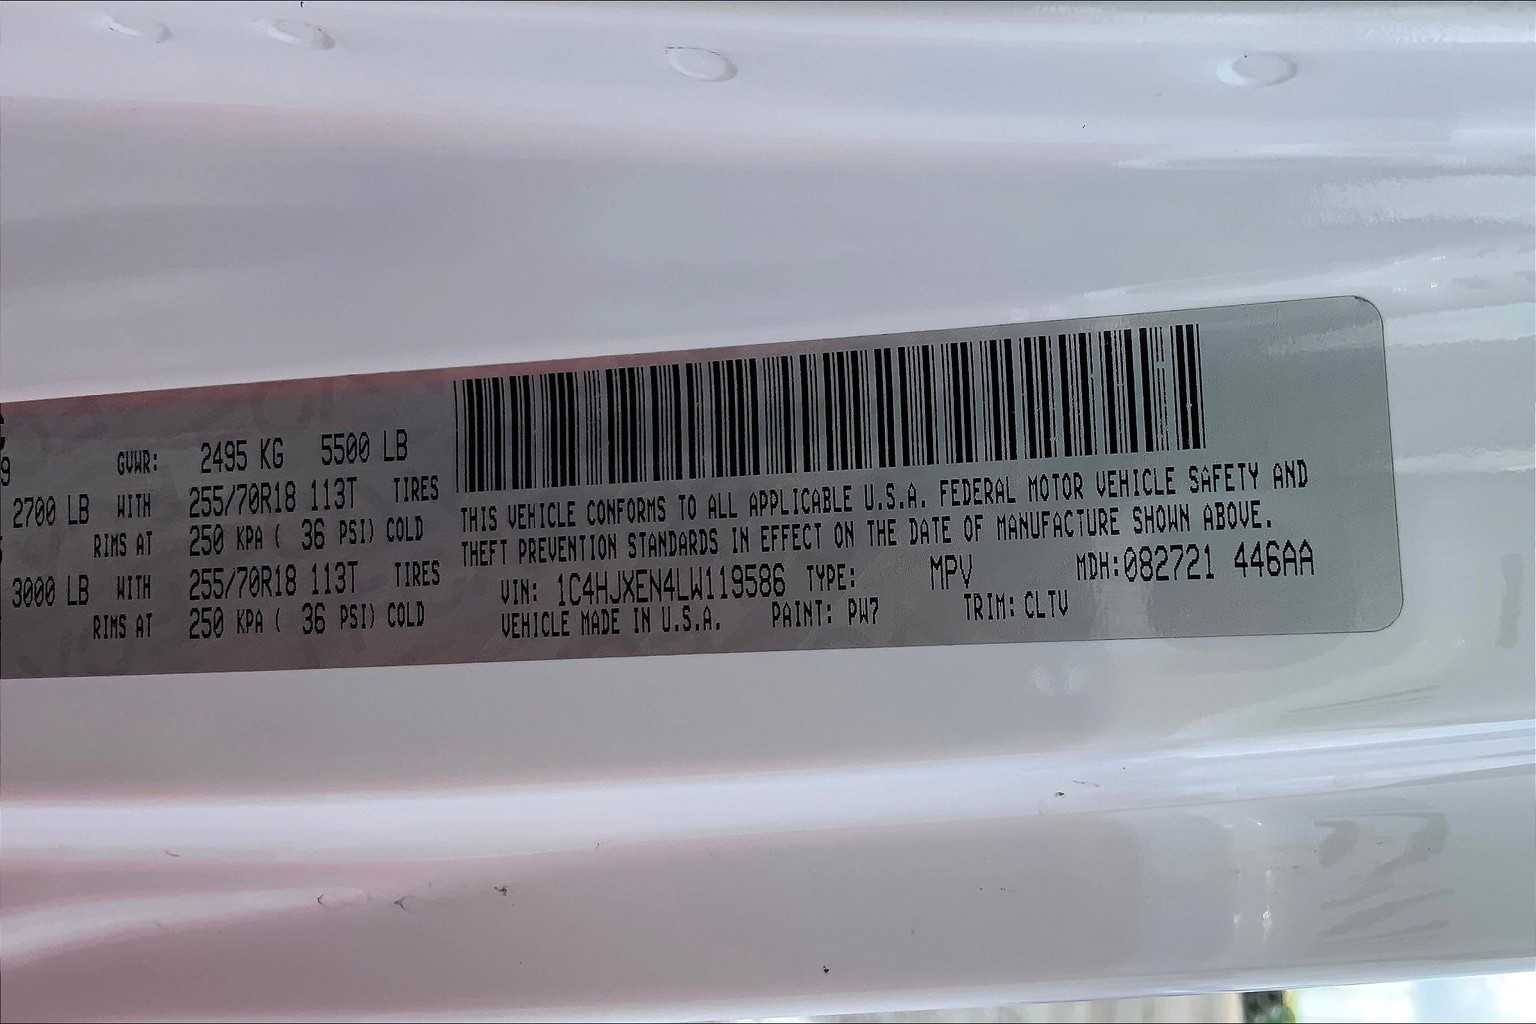 GVWR: 2495 KG 5500 LB
2700 LB WITH 255/70R18 113T TIRES
RIMS AT 250 KPA ( 36 PSI) COLD
3000 LB WITH 255/70R18 113T TIRES
RIMS AT 250 KPA ( 36 PSI) COLD
THIS VEHICLE CONFORMS TO ALL APPLICABLE U.S.A. FEDERAL MOTOR VEHICLE SAFETY AND
THEFT PREVENTION STANDARDS IN EFFECT ON THE DATE OF MANUFACTURE SHOWN ABOVE.
VIN: 1C4HJXEN4LW119586 TYPE: MPV MDH:082721 446AA
VEHICLE MADE IN U.S.A. PAINT: PW7 TRIM: CLTV